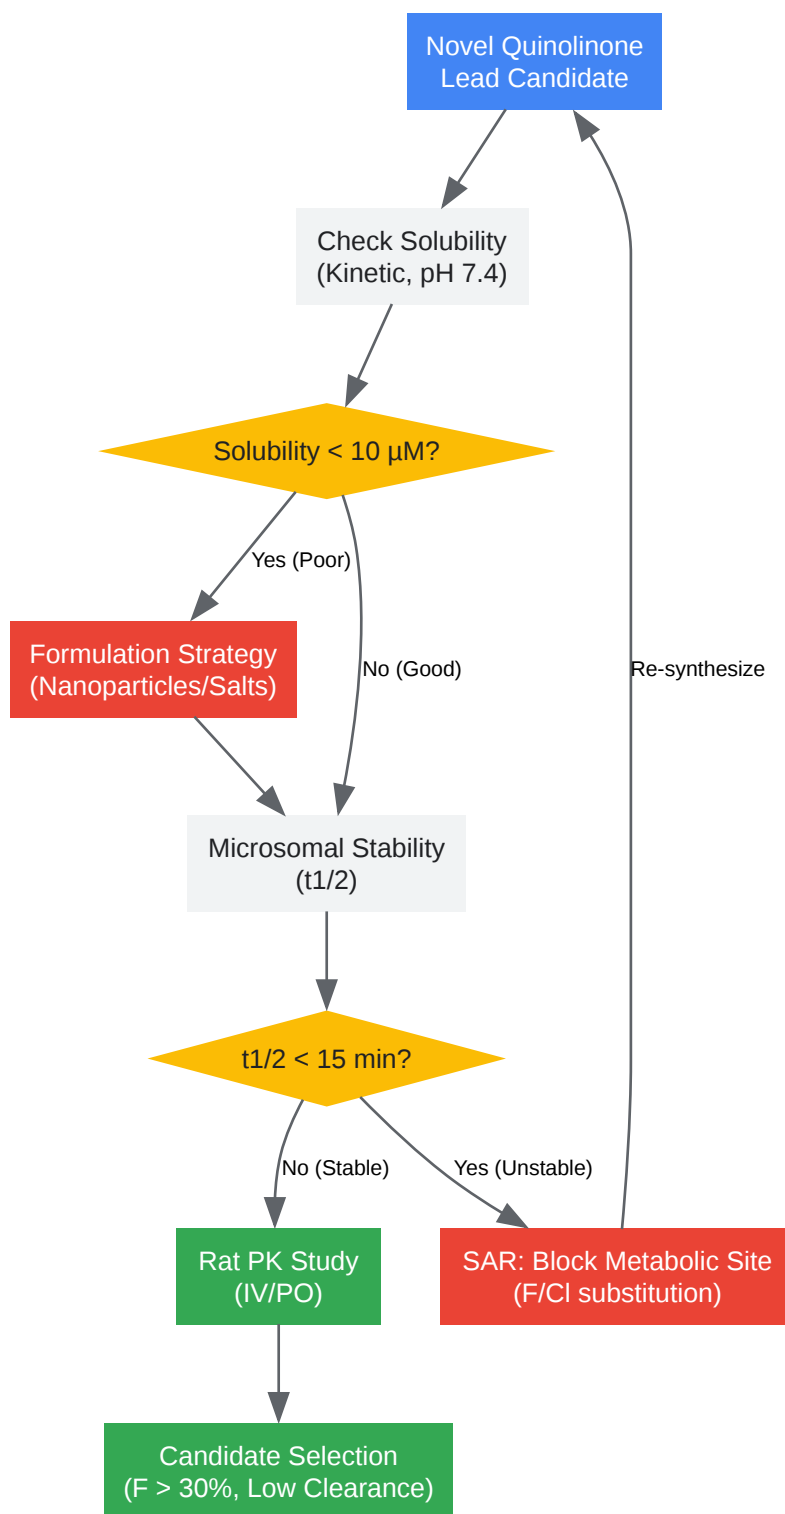 Novel Quinolinone
Lead Candidate
Check Solubility
(Kinetic, pH 7.4)
Solubility < 10 µM?
Yes (Poor)
Formulation Strategy
(Nanoparticles/Salts)
No (Good)
Re-synthesize
Microsomal Stability
(t1/2)
t1/2 < 15 min?
No (Stable)
Yes (Unstable)
Rat PK Study
(IV/PO)
SAR: Block Metabolic Site
(F/Cl substitution)
Candidate Selection
(F > 30%, Low Clearance)